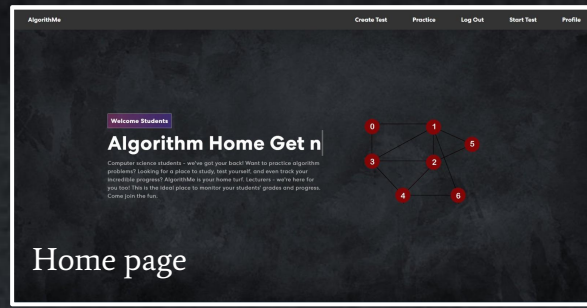 AlgorithMe
Create Test Practice Log Out Start Test Profile
Welcome Students
Algorithm Home Get n
Computer science students - we've got your back! Want to practice algorithm
problems? Looking for a place to study, test yourself, and even track your
incredible progress? AlgorithMe is your home turf. Lecturers - we're here for
you too! This is the ideal place to monitor your students' grades and progress.
Come join the fun.
0
1
5
3
2
4
6
Home page